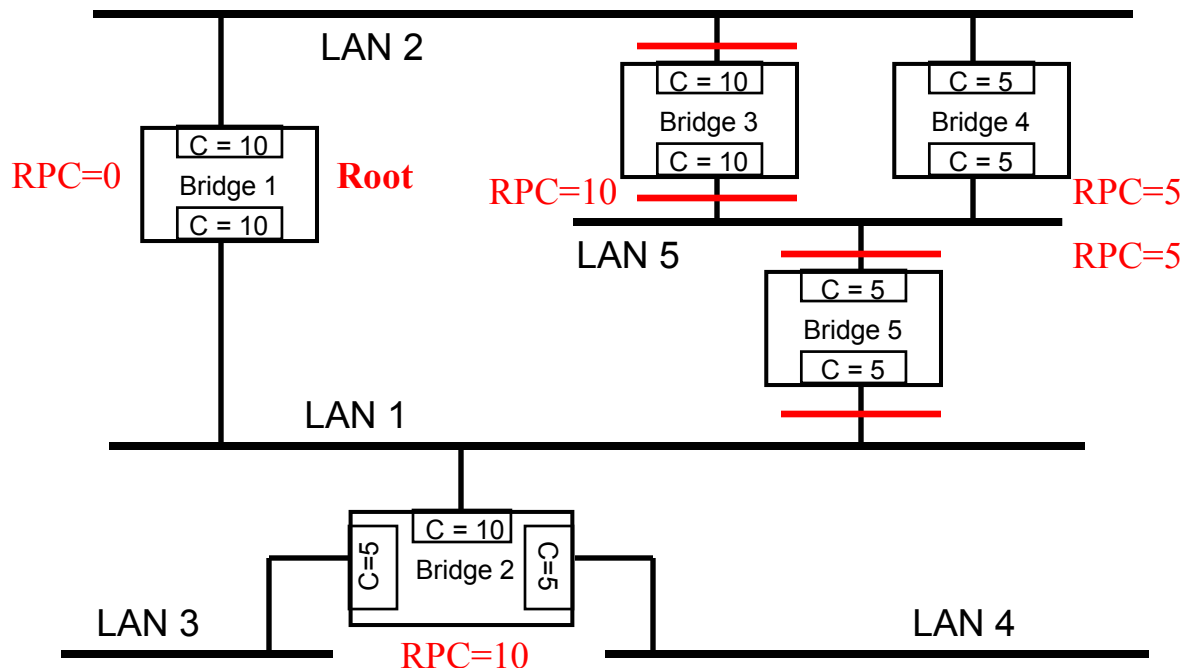 LAN 2
C = 10
C = 5
Bridge 3
Bridge 4
C = 10
C = 5
C = 10
RPC=0
Bridge 1
Root
C = 10
RPC=10
RPC=5
LAN 5
RPC=5
C = 5
Bridge 5
C = 5
LAN 1
C = 10
C=5
Bridge 2
C=5
LAN 3
LAN 4
RPC=10